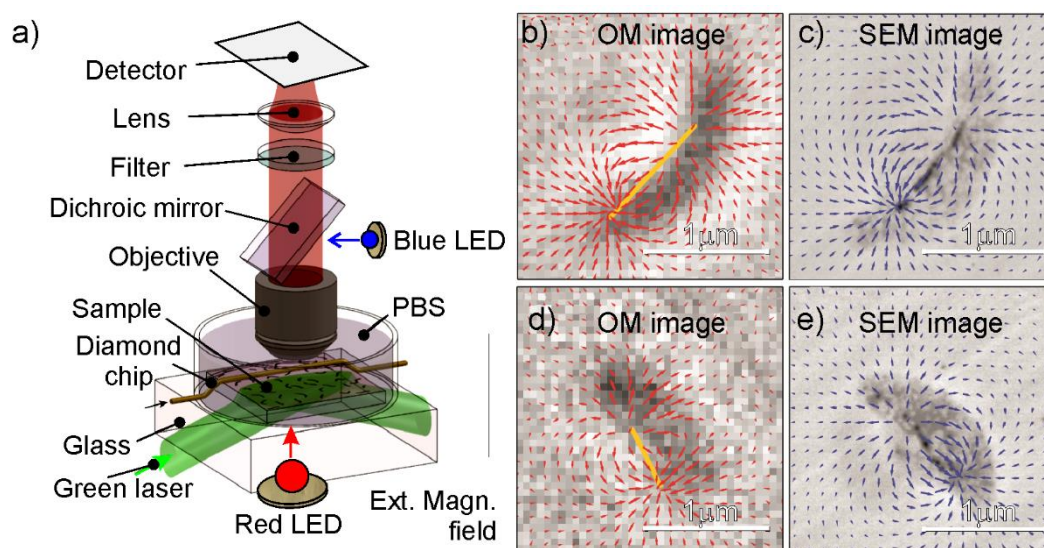 a)
Detector
Lens
Filter
Dichroic mirror
Blue LED
Objective
Sample
PBS
Diamond
chip
Glass
Green laser
Red LED
Ext. Magn.
field
b)
OM image
1μm
c)
SEM image
1μm
d)
OM image
1μm
e)
SEM image
1μm